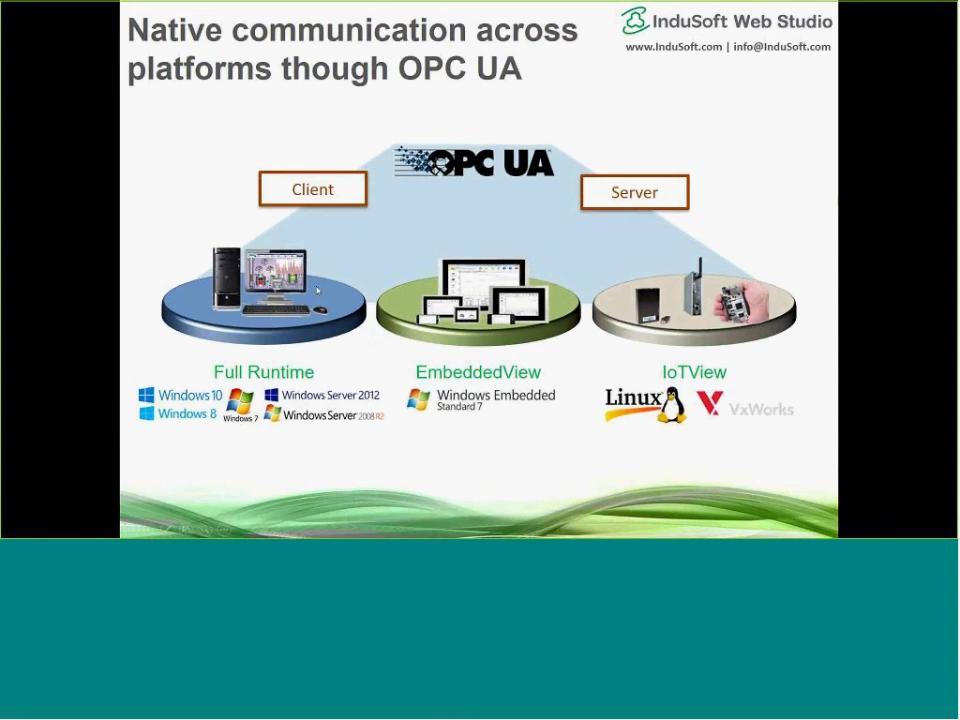 Native communication across
platforms though OPC UA
InduSoft Web Studio
www.InduSoft.com | info@InduSoft.com
OPC UA
Client
Server
Full Runtime
EmbeddedView
IoTView
Windows 10
Windows 8
Windows 7
Windows Server 2012
Windows Server 2008 R2
Windows Embedded
Standard 7
Linux
VxWorks